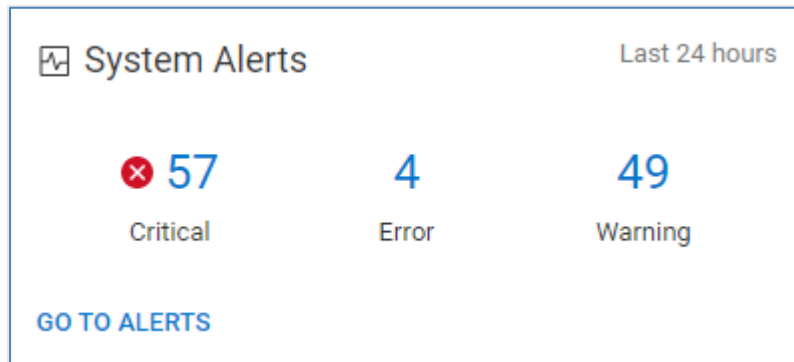 System Alerts
Last 24 hours
57 4 49
Critical Error Warning
GO TO ALERTS